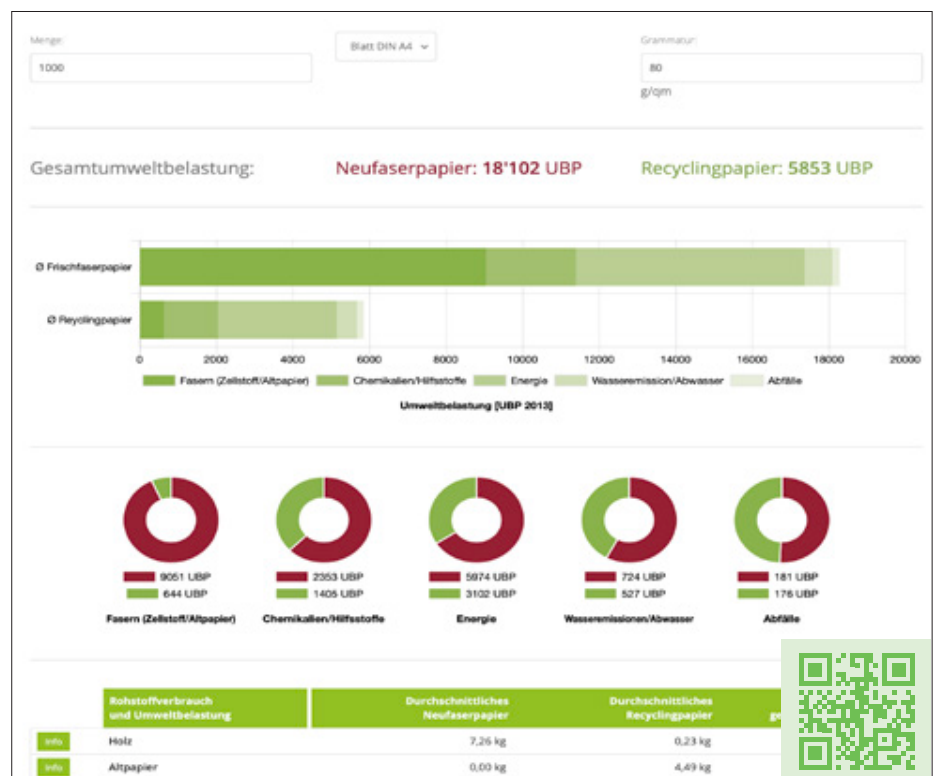 Menge:
1000
Blatt DIN A4
Grammatur:
80
g/qm
Gesamtumweltbelastung:
Neufaserpapier: 18'102 UBP
Recyclingpapier: 5853 UBP
Ø Frischfaserpapier
Ø Reyclingpapier
0 2000 4000 6000 8000 10000 12000 14000 16000 18000 20000
Fasern (Zellstoff/Altpapier) Chemikalien/Hilfsstoffe Energie Wasseremission/Abwasser Abfälle
Umweltbelastung [UBP 2013]
9051 UBP
644 UBP
Fasern (Zellstoff/Altpapier)
2353 UBP
1405 UBP
Chemikalien/Hilfsstoffe
5974 UBP
3102 UBP
Energie
724 UBP
527 UBP
Wasseremissionen/Abwasser
181 UBP
176 UBP
Abfälle
Rohstoffverbrauch
und Umweltbelastung
Durchschnittliches
Neufaserpapier
Durchschnittliches
Recyclingpapier
Info Holz 7,26 kg 0,23 kg
Info Altpapier 0,00 kg 4,49 kg